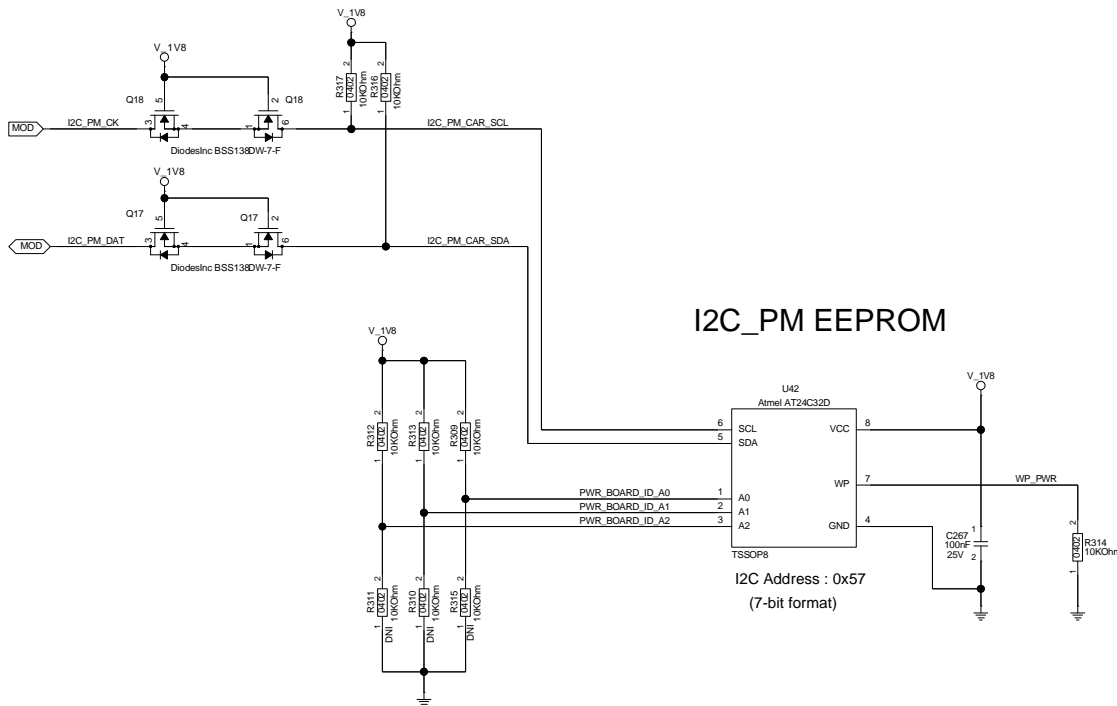 V_1V8
V_1V8
2
2
R317
0402
10KOhm
R316
0402
10KOhm
1
1
Q18
5
2
Q18
MOD
I2C_PM_CK
3
4
1
6
I2C_PM_CAR_SCL
DiodesInc BSS138DW-7-F
V_1V8
Q17
5
2
Q17
MOD
I2C_PM_DAT
3
4
1
6
I2C_PM_CAR_SDA
DiodesInc BSS138DW-7-F
I2C_PM EEPROM
V_1V8
V_1V8
U42
Atmel AT24C32D
2
2
2
R312
0402
10KOhm
R313
0402
10KOhm
R309
0402
10KOhm
1
1
1
6
SCL
VCC
8
5
SDA
WP
7
WP_PWR
PWR_BOARD_ID_A0
1
A0
PWR_BOARD_ID_A1
2
A1
PWR_BOARD_ID_A2
3
A2
GND
4
TSSOP8
C267
100nF
25V
1
2
2
R314
0402
10KOhm
1
I2C Address : 0x57
(7-bit format)
2
2
2
R311
0402
10KOhm
R310
0402
10KOhm
R315
0402
10KOhm
1
1
1
DNI
DNI
DNI